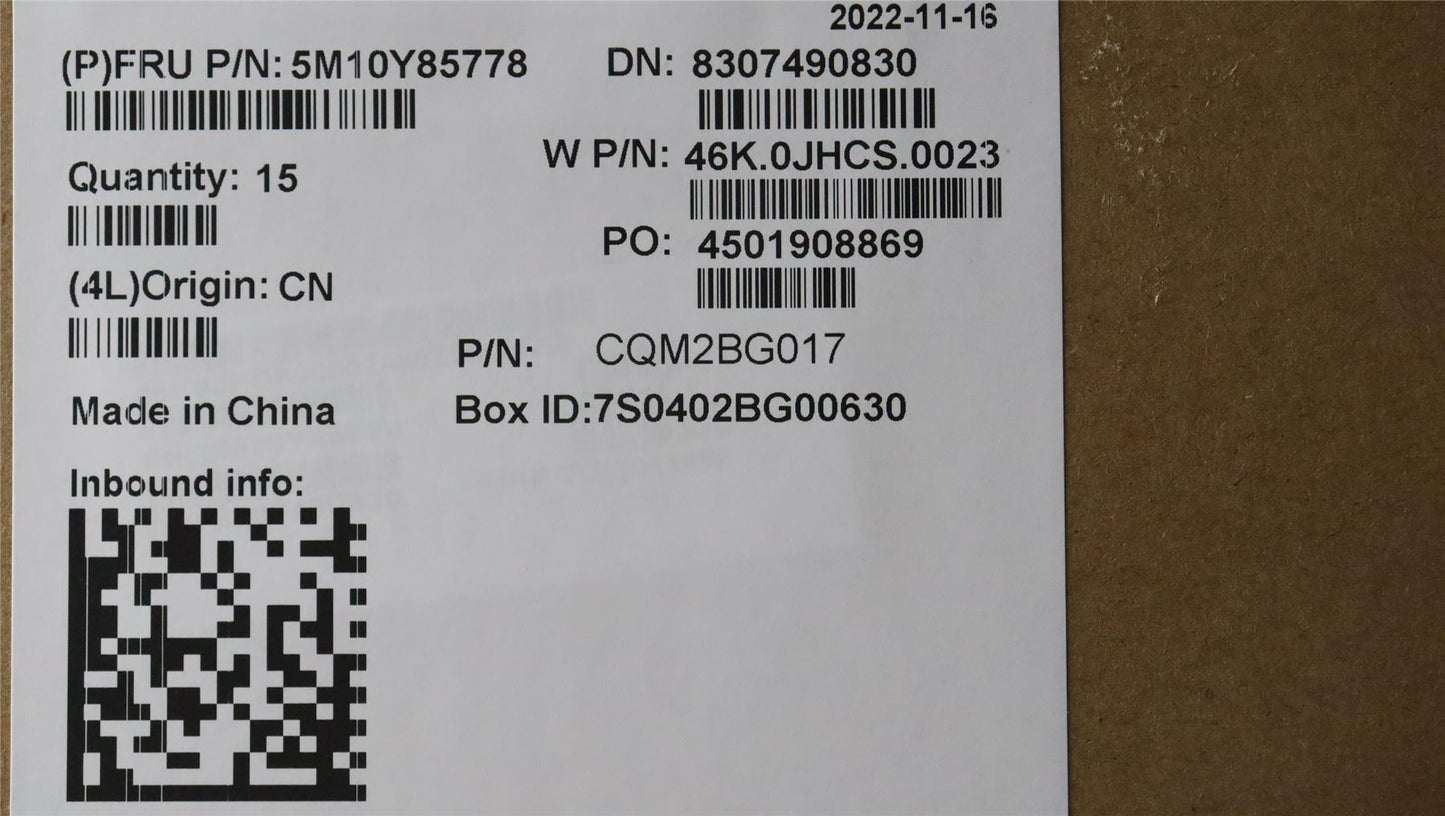 2022-11-16
(P)FRU P/N: 5M10Y85778
DN: 8307490830
W P/N: 46K.0JHCS.0023
Quantity: 15
PO: 4501908869
(4L)Origin: CN
P/N: CQM2BG017
Made in China
Box ID:7S0402BG00630
Inbound info: